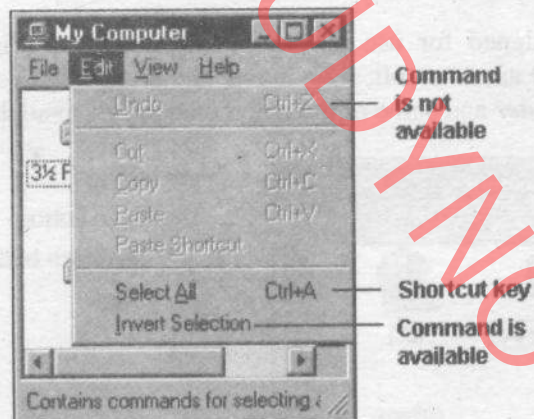 My Computer
File Edit View Help
Undo Ctrl+Z
Command is not available
Cut Ctrl+X
Copy Ctrl+C
Paste Ctrl+V
Paste Shortcut
3½ F
Select All Ctrl+A
Shortcut key
Invert Selection
Command is available
Contains commands for selecting